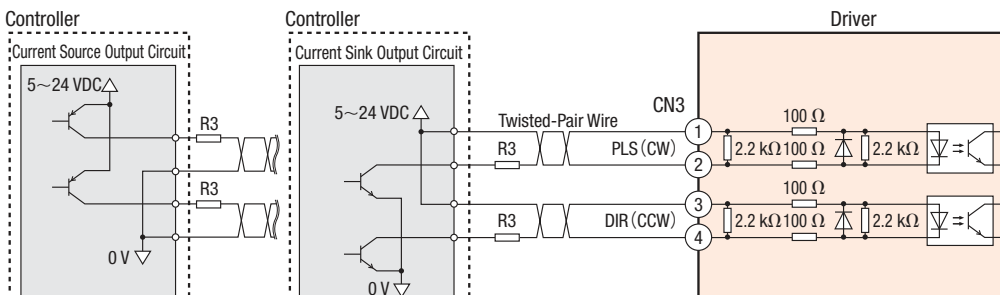 Controller
Current Source Output Circuit
5~24 VDC
R3
R3
0 V
Controller
Current Sink Output Circuit
5~24 VDC
0 V
Twisted-Pair Wire
R3
PLS (CW)
R3
DIR (CCW)
Driver
CN3
1
2
3
4
100 Ω
2.2 kΩ 100 Ω
2.2 kΩ
100 Ω
2.2 kΩ 100 Ω
2.2 kΩ